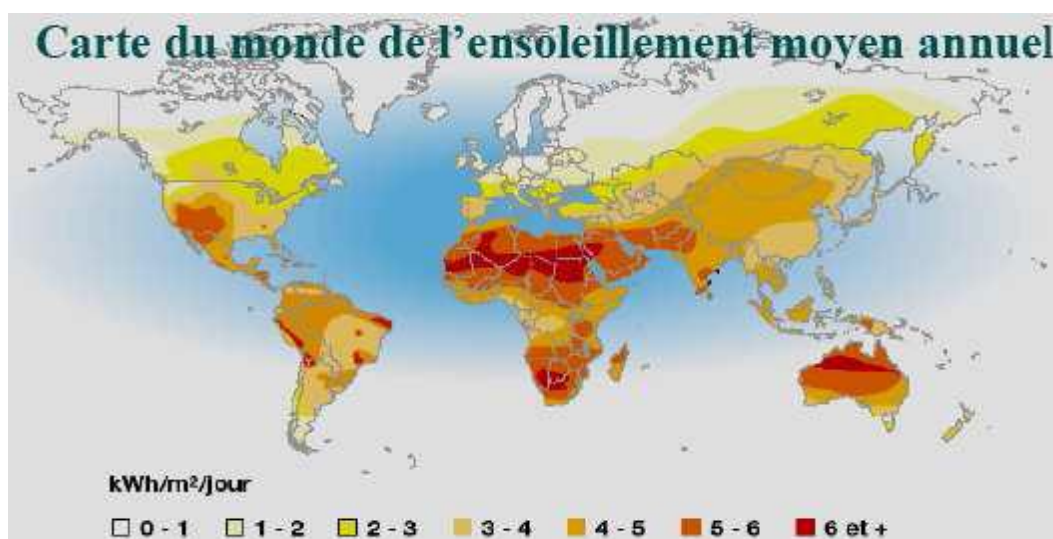 Carte du monde de l'ensoleillement moyen annuel
kWh/m²/jour
0 - 1 1 - 2 2 - 3 3 - 4 4 - 5 5 - 6 6 et +